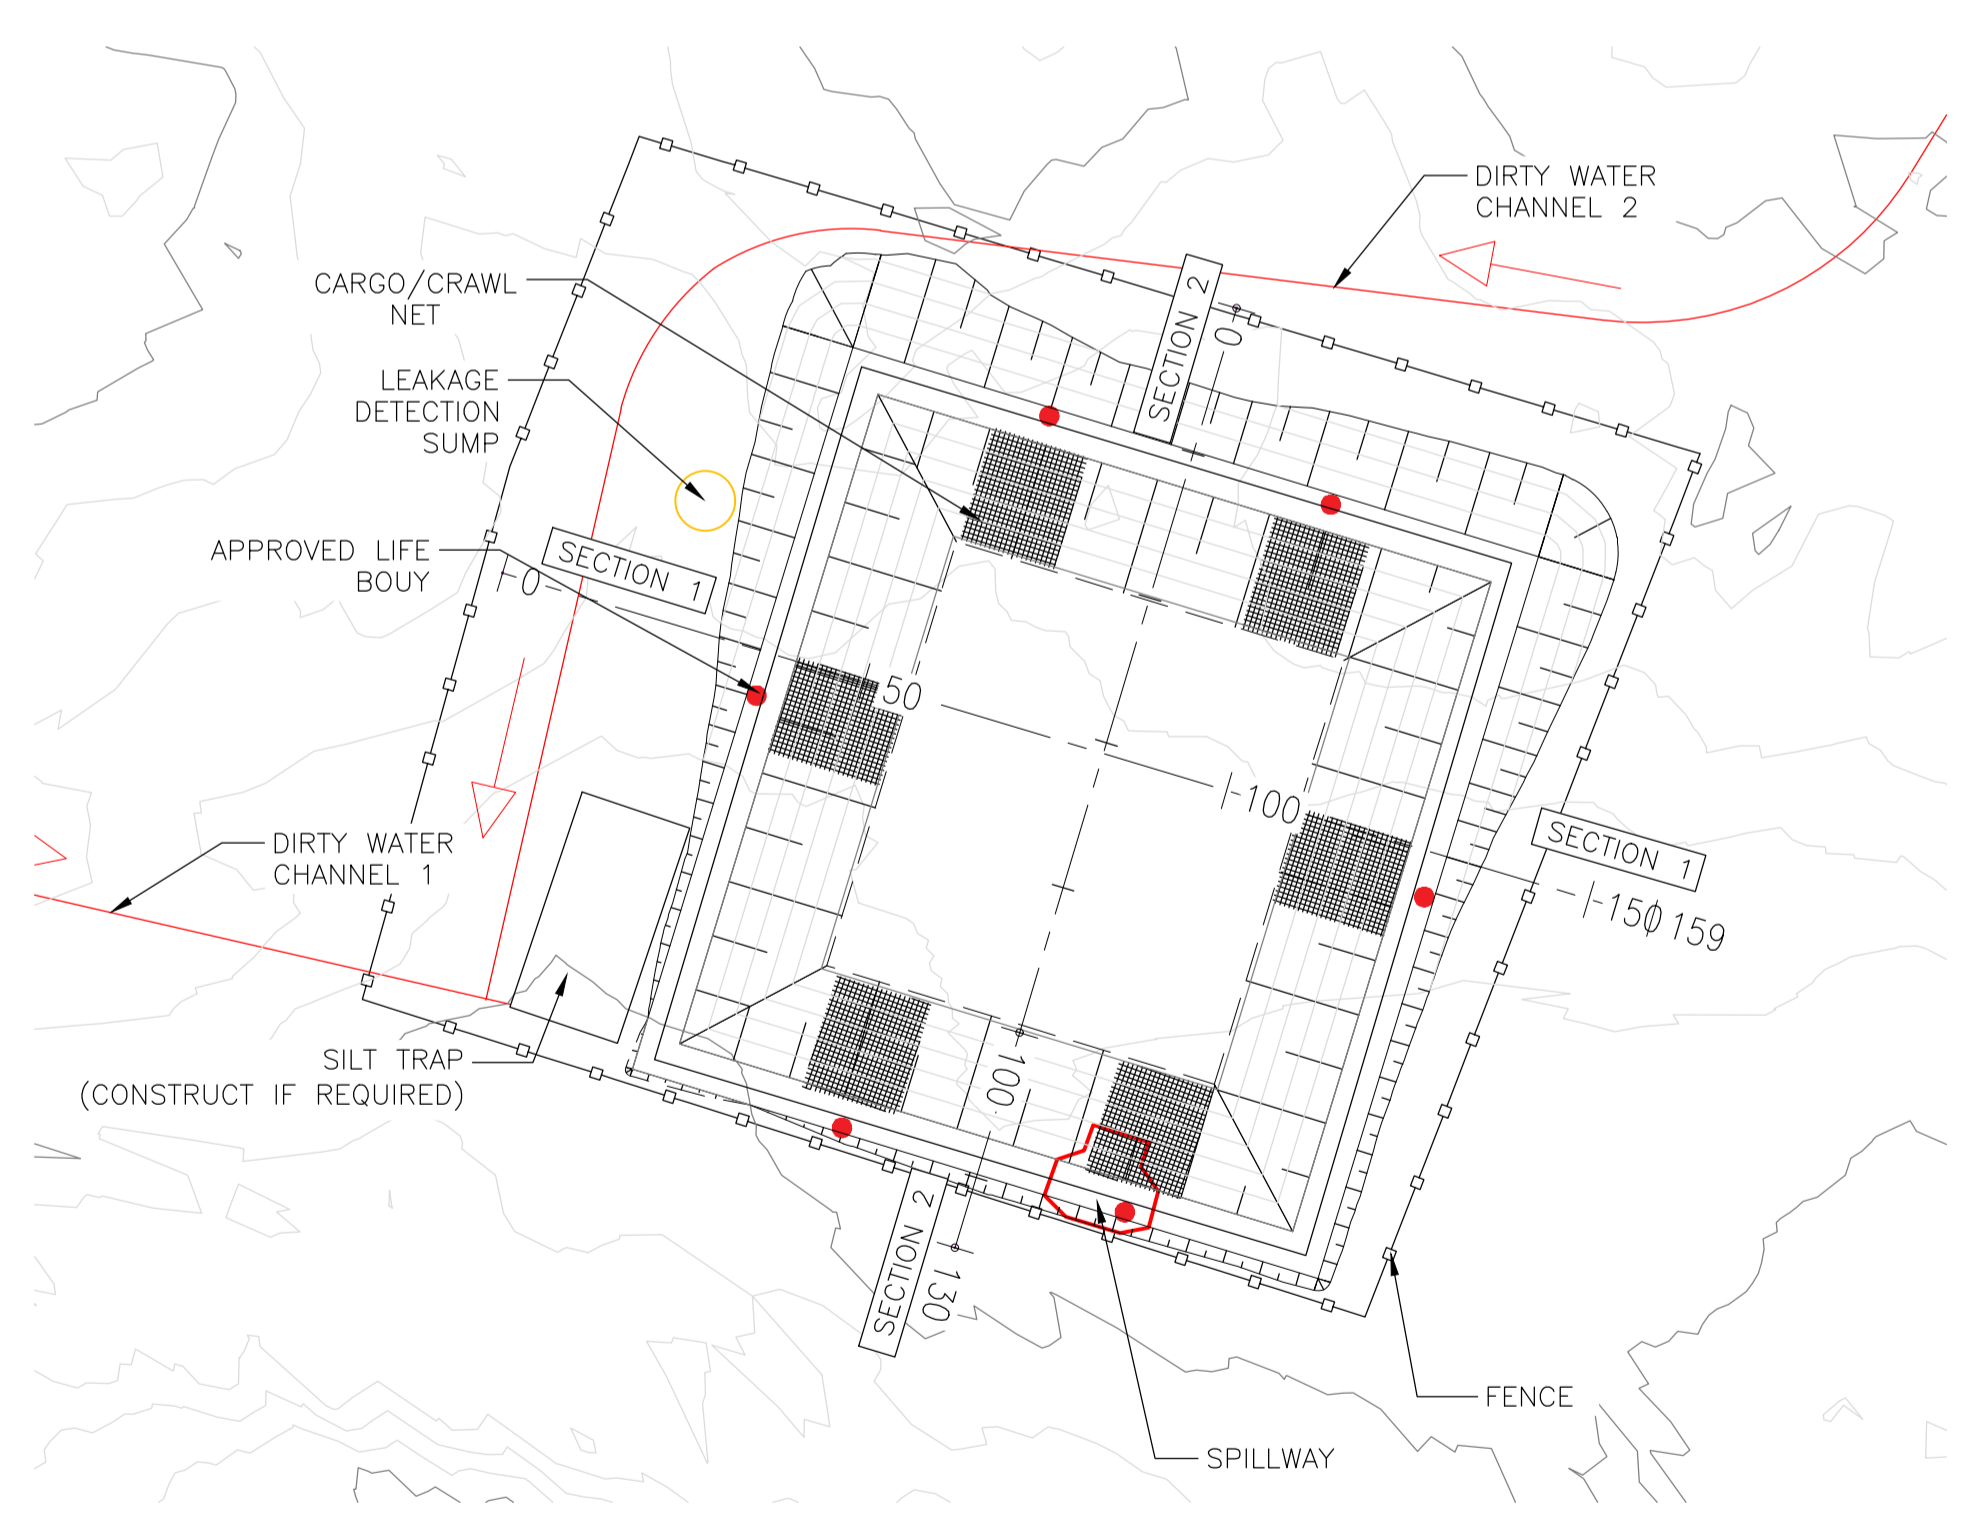 DIRTY WATER
CHANNEL 2
CARGO/CRAWL
NET
SECTION 2
0
LEAKAGE
DETECTION
SUMP
APPROVED LIFE
BOUY
SECTION 1
0
50
100
SECTION 1
150 159
DIRTY WATER
CHANNEL 1
SILT TRAP
(CONSTRUCT IF REQUIRED)
100
SECTION 2
130
FENCE
SPILLWAY